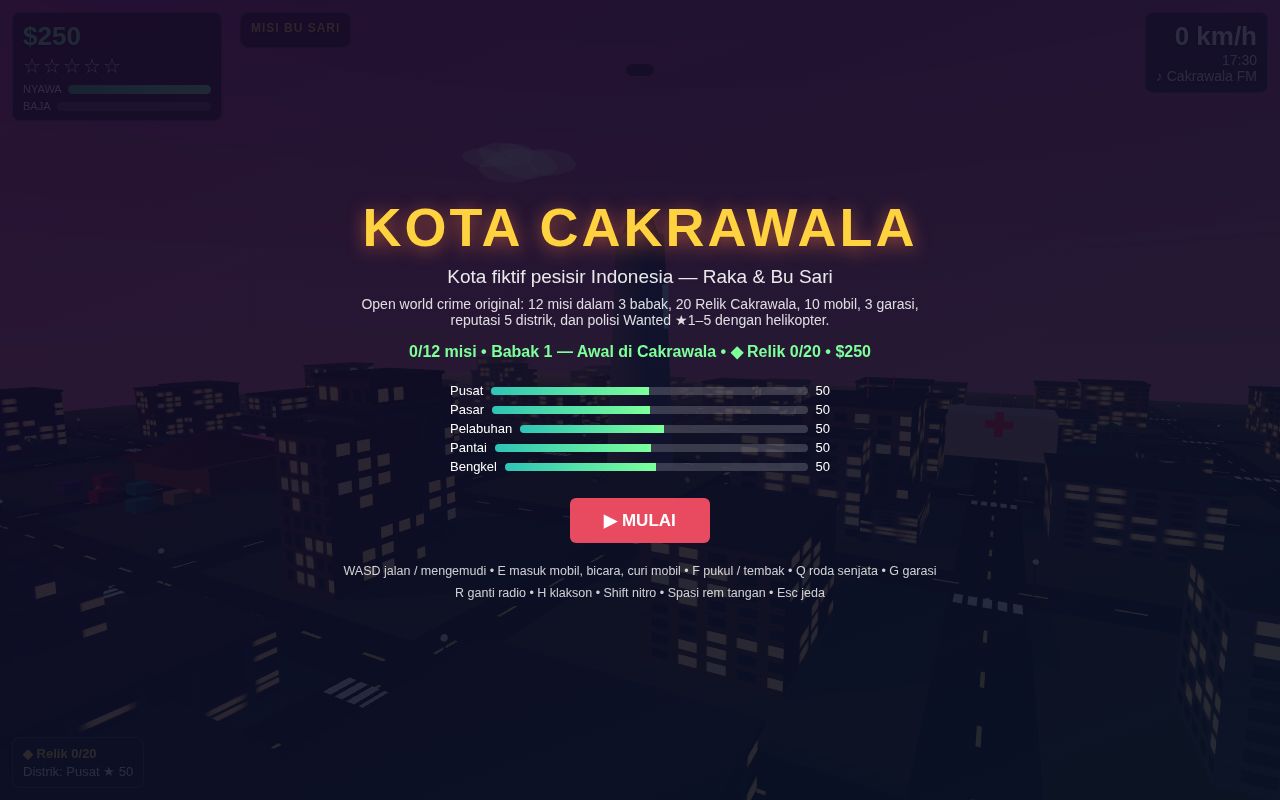 $250
☆☆☆☆☆
NYAWA
BAJA
MISI BU SARI
0 km/h
17:30
♪ Cakrawala FM
KOTA CAKRAWALA
Kota fiktif pesisir Indonesia — Raka & Bu Sari
Open world crime original: 12 misi dalam 3 babak, 20 Relik Cakrawala, 10 mobil, 3 garasi,
reputasi 5 distrik, dan polisi Wanted ★1–5 dengan helikopter.
0/12 misi • Babak 1 — Awal di Cakrawala • ◆ Relik 0/20 • $250
Pusat 50
Pasar 50
Pelabuhan 50
Pantai 50
Bengkel 50
▶ MULAI
WASD jalan / mengemudi • E masuk mobil, bicara, curi mobil • F pukul / tembak • Q roda senjata • G garasi
R ganti radio • H klakson • Shift nitro • Spasi rem tangan • Esc jeda
◆ Relik 0/20
Distrik: Pusat ★ 50